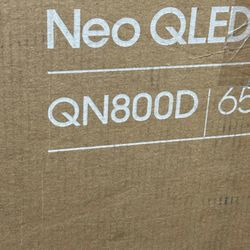 Neo QLED
QN800D | 65